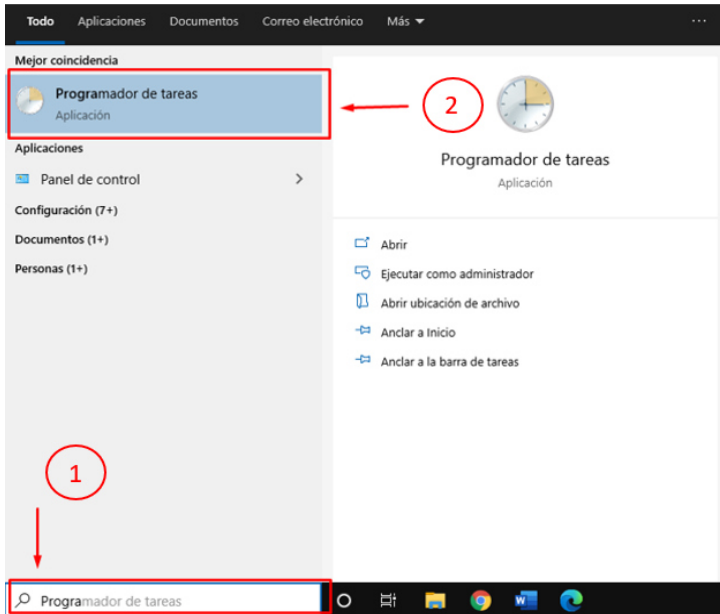 Todo Aplicaciones Documentos Correo electrónico Más
Mejor coincidencia
Programador de tareas
Aplicación
2
Aplicaciones
Panel de control
Configuración (7+)
Documentos (1+)
Personas (1+)
Programador de tareas
Aplicación
Abrir
Ejecutar como administrador
Abrir ubicación de archivo
Anclar a Inicio
Anclar a la barra de tareas
1
Programador de tareas